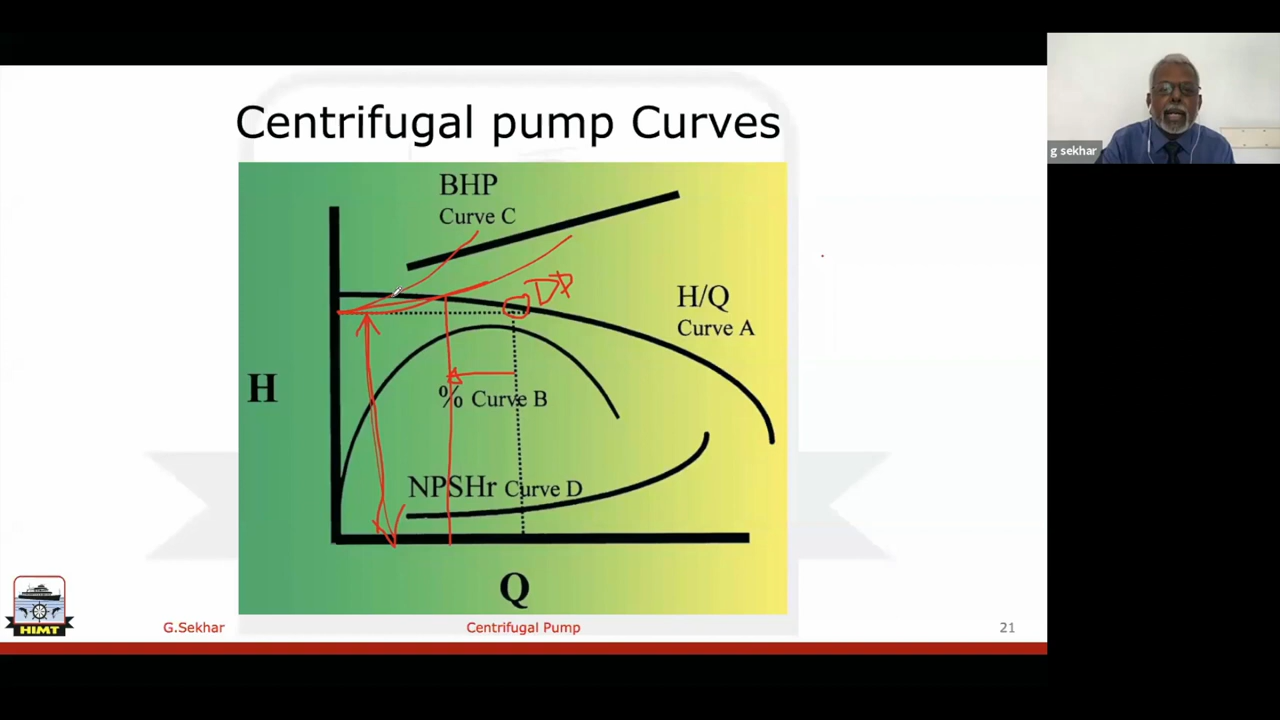 Centrifugal pump Curves
g sekhar
BHP
Curve C
DP
H/Q
Curve A
H
% Curve B
NPSHr Curve D
Q
HIMT
G.Sekhar
Centrifugal Pump
21